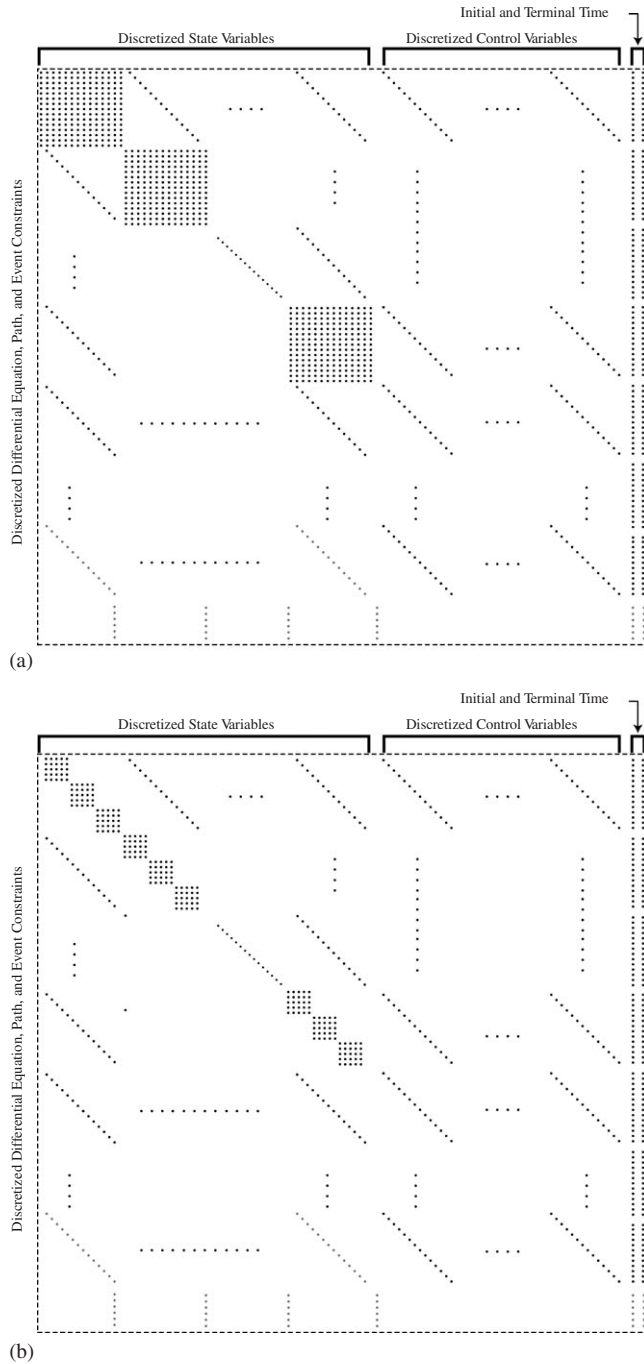 Initial and Terminal Time
Discretized State Variables
Discretized Control Variables
Discretized Differential Equation, Path, and Event Constraints
(a)
Initial and Terminal Time
Discretized State Variables
Discretized Control Variables
Discretized Differential Equation, Path, and Event Constraints
(b)